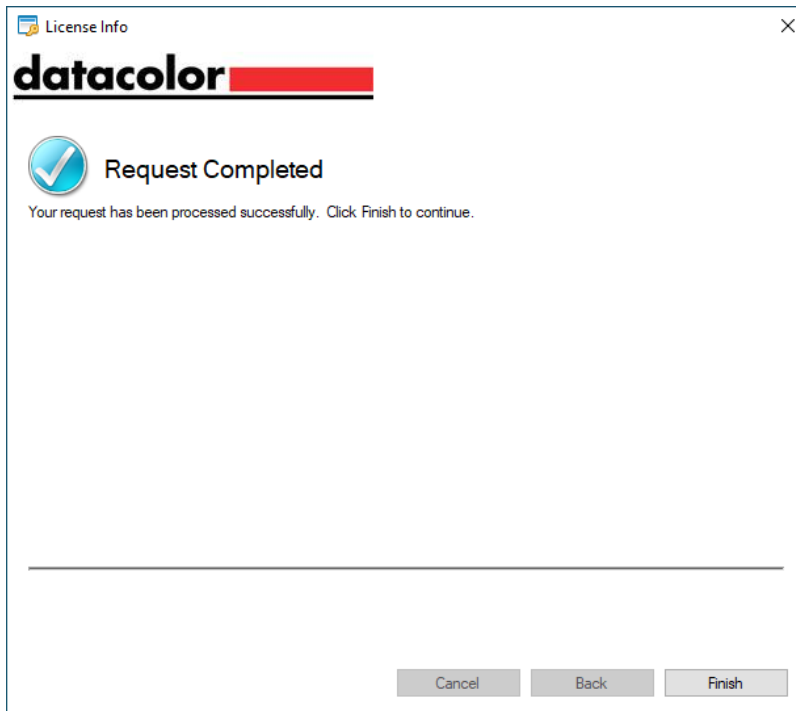 License Info
datacolor
Request Completed
Your request has been processed successfully. Click Finish to continue.
Cancel
Back
Finish